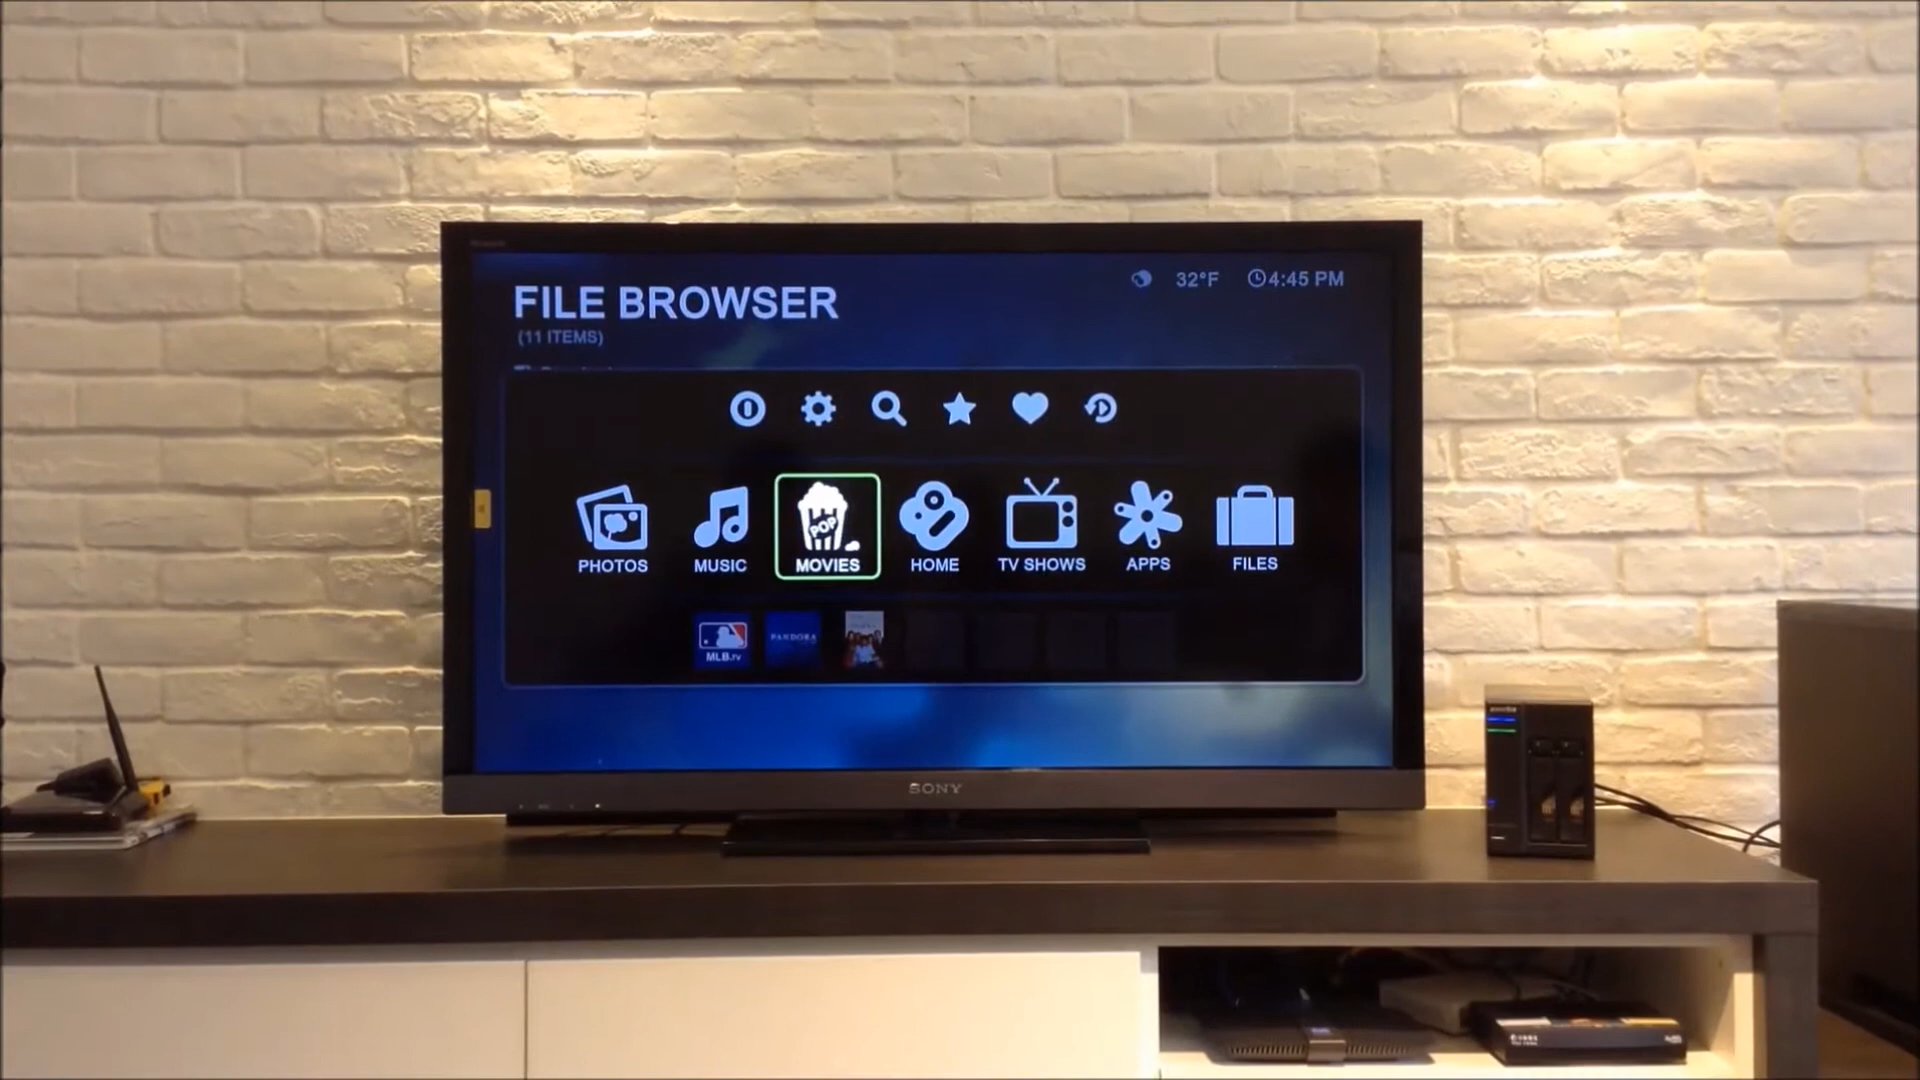 FILE BROWSER
(11 ITEMS)
32°F
4:45 PM
POP
PHOTOS
MUSIC
MOVIES
HOME
TV SHOWS
APPS
FILES
MLB.TV
PANDORA
SONY